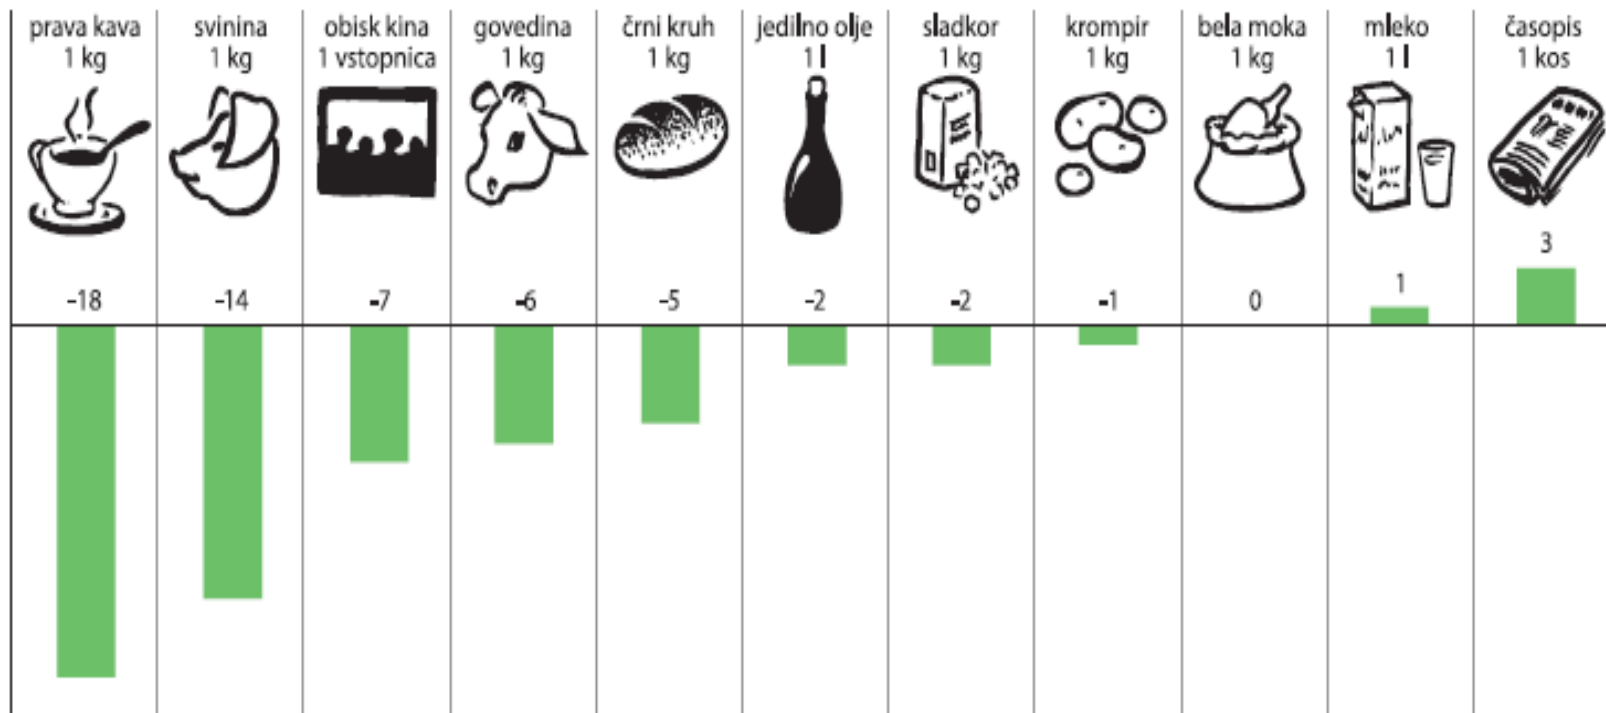 prava kava
1 kg
svinina
1 kg
obisk kina
1 vstopnica
govedina
1 kg
črni kruh
1 kg
jedilno olje
1 l
sladkor
1 kg
krompir
1 kg
bela moka
1 kg
mleko
1 l
časopis
1 kos
-18
-14
-7
-6
-5
-2
-2
-1
0
1
3